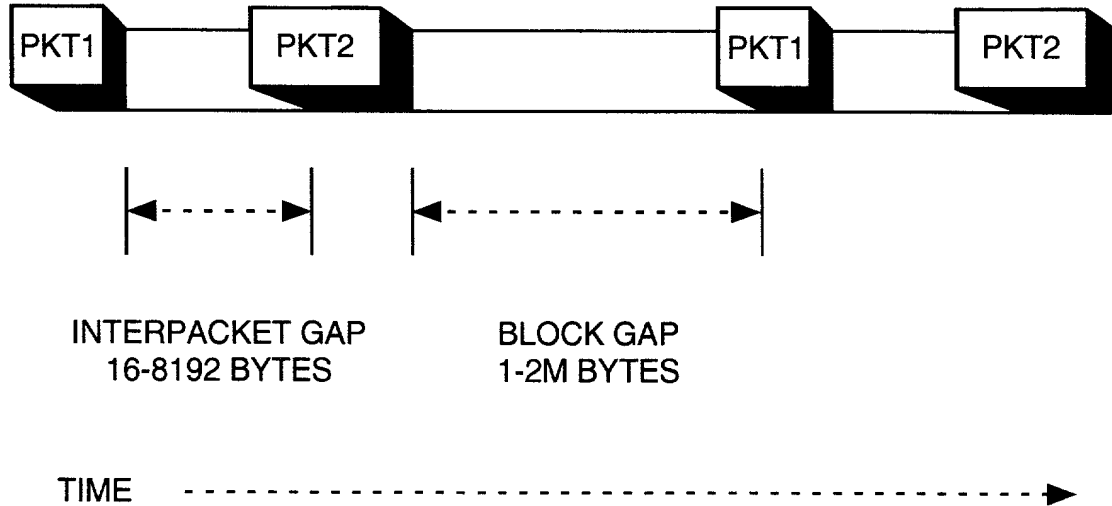 PKT1
PKT2
PKT1
PKT2
INTERPACKET GAP
16-8192 BYTES
BLOCK GAP
1-2M BYTES
TIME